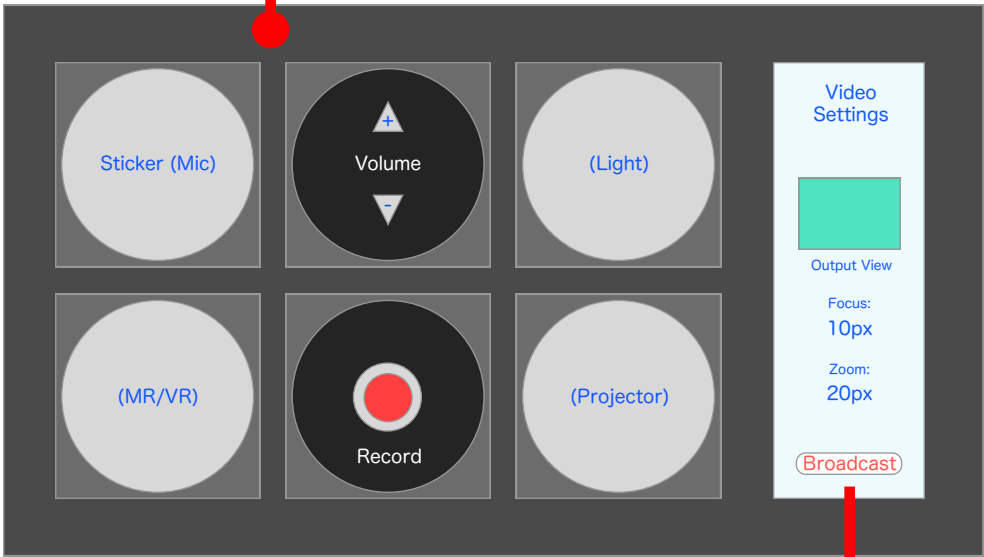 Sticker (Mic)
+
Volume
-
(Light)
(MR/VR)
Record
(Projector)
Video
Settings
Output View
Focus:
10px
Zoom:
20px
Broadcast